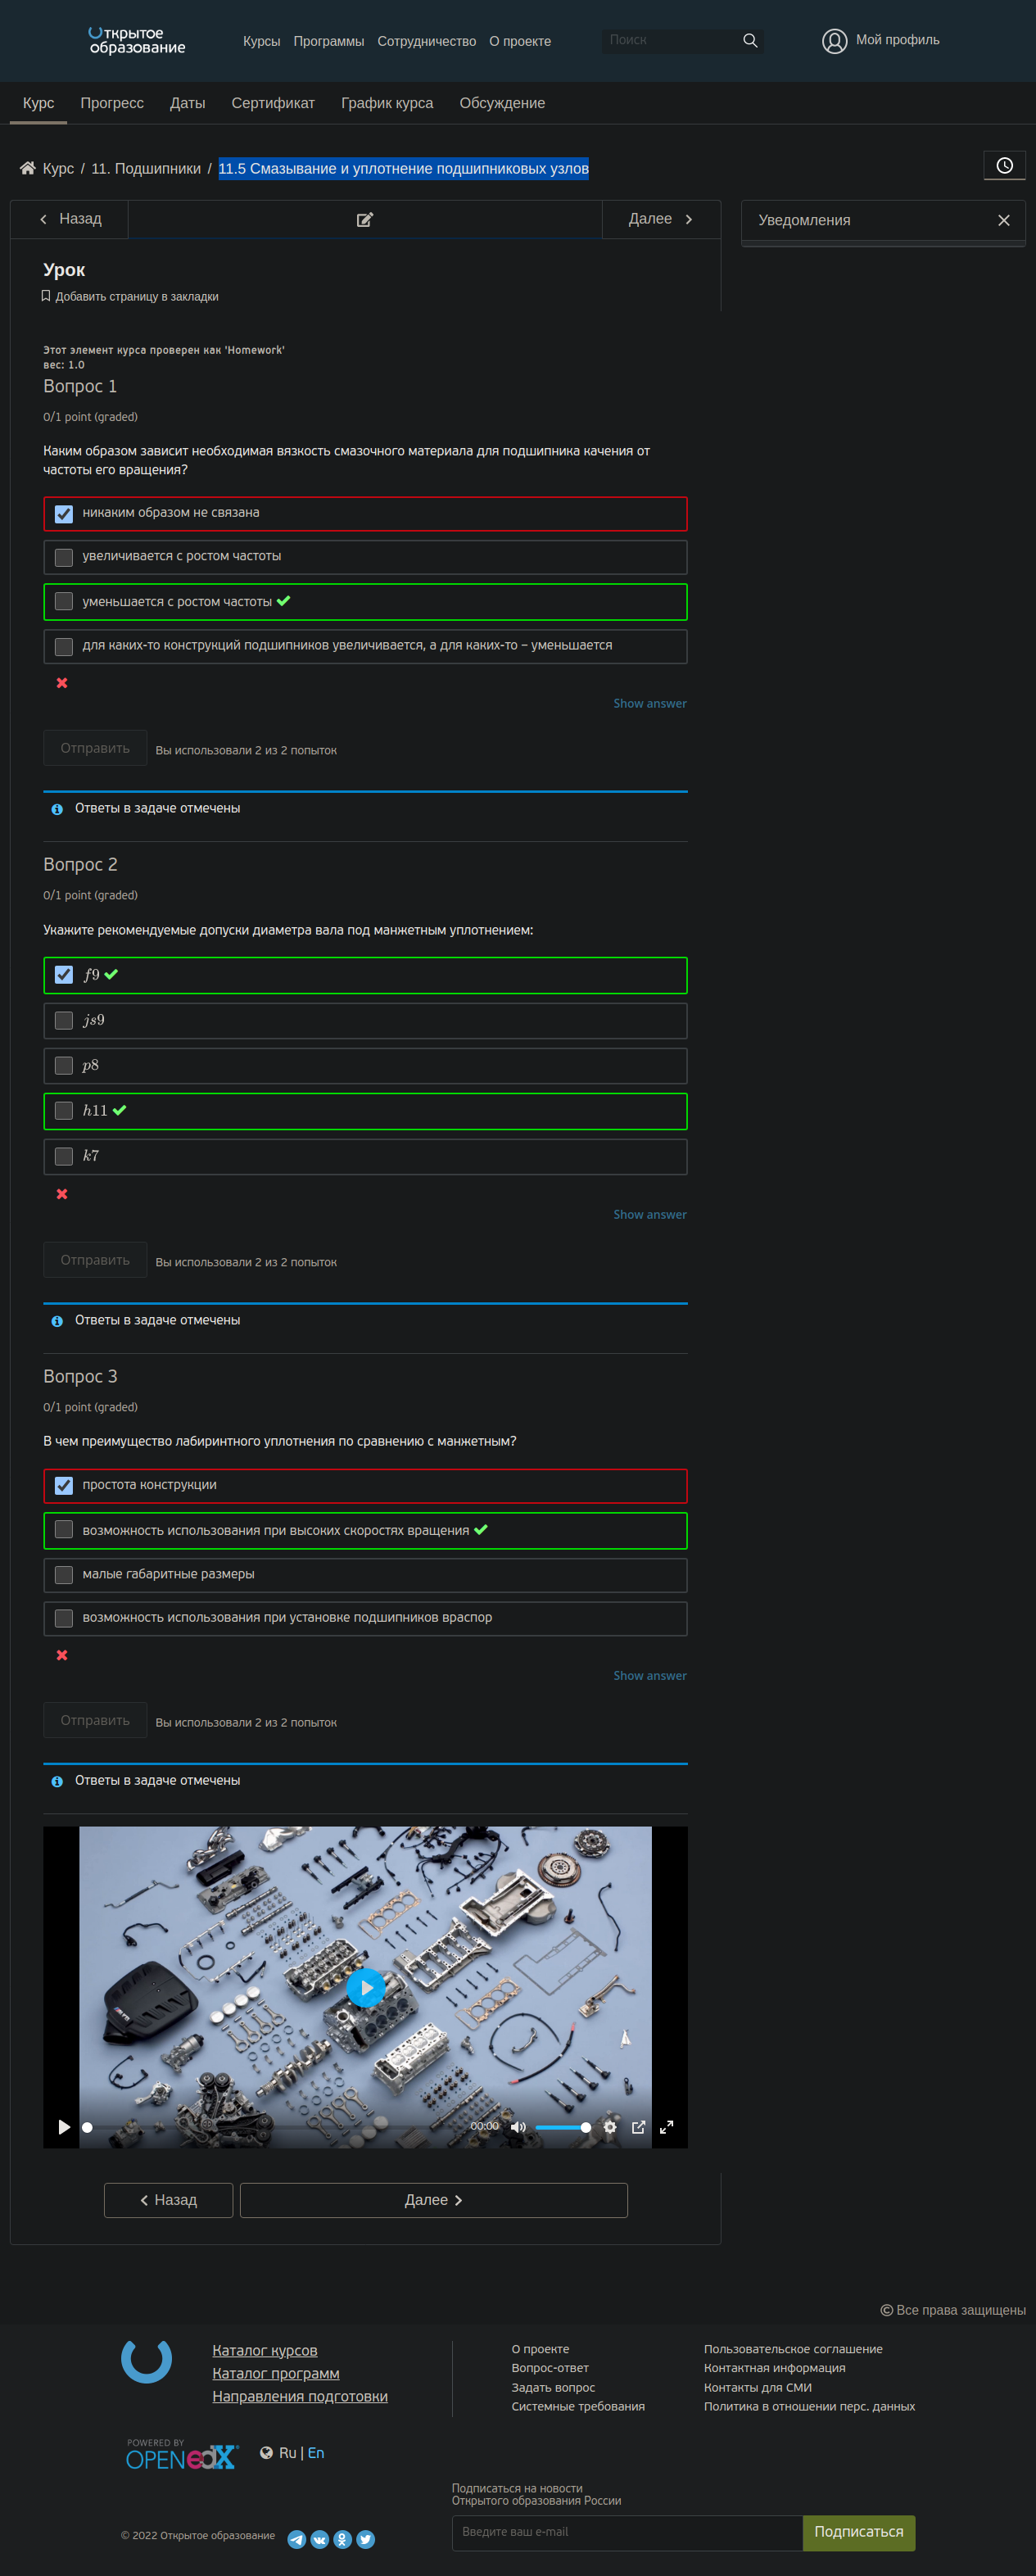 Открытое
образование
Курсы Программы Сотрудничество О проекте
Поиск
Мой профиль
Курс Прогресс Даты Сертификат График курса Обсуждение
Курс / 11. Подшипники / 11.5 Смазывание и уплотнение подшипниковых узлов
Назад
Далее
Уведомления
Урок
Добавить страницу в закладки
Этот элемент курса проверен как 'Homework'
вес: 1.0
Вопрос 1
0/1 point (graded)
Каким образом зависит необходимая вязкость смазочного материала для подшипника качения от
частоты его вращения?
никаким образом не связана
увеличивается с ростом частоты
уменьшается с ростом частоты
для каких-то конструкций подшипников увеличивается, а для каких-то – уменьшается
Show answer
Отправить
Вы использовали 2 из 2 попыток
Ответы в задаче отмечены
Вопрос 2
0/1 point (graded)
Укажите рекомендуемые допуски диаметра вала под манжетным уплотнением:
f9
js9
p8
h11
k7
Show answer
Отправить
Вы использовали 2 из 2 попыток
Ответы в задаче отмечены
Вопрос 3
0/1 point (graded)
В чем преимущество лабиринтного уплотнения по сравнению с манжетным?
простота конструкции
возможность использования при высоких скоростях вращения
малые габаритные размеры
возможность использования при установке подшипников враспор
Show answer
Отправить
Вы использовали 2 из 2 попыток
Ответы в задаче отмечены
00:00
Назад
Далее
© Все права защищены
Каталог курсов
Каталог программ
Направления подготовки
О проекте
Вопрос-ответ
Задать вопрос
Системные требования
Пользовательское соглашение
Контактная информация
Контакты для СМИ
Политика в отношении перс. данных
POWERED BY
OPEN edX
Ru | En
Подписаться на новости
Открытого образования России
© 2022 Открытое образование
Введите ваш e-mail
Подписаться